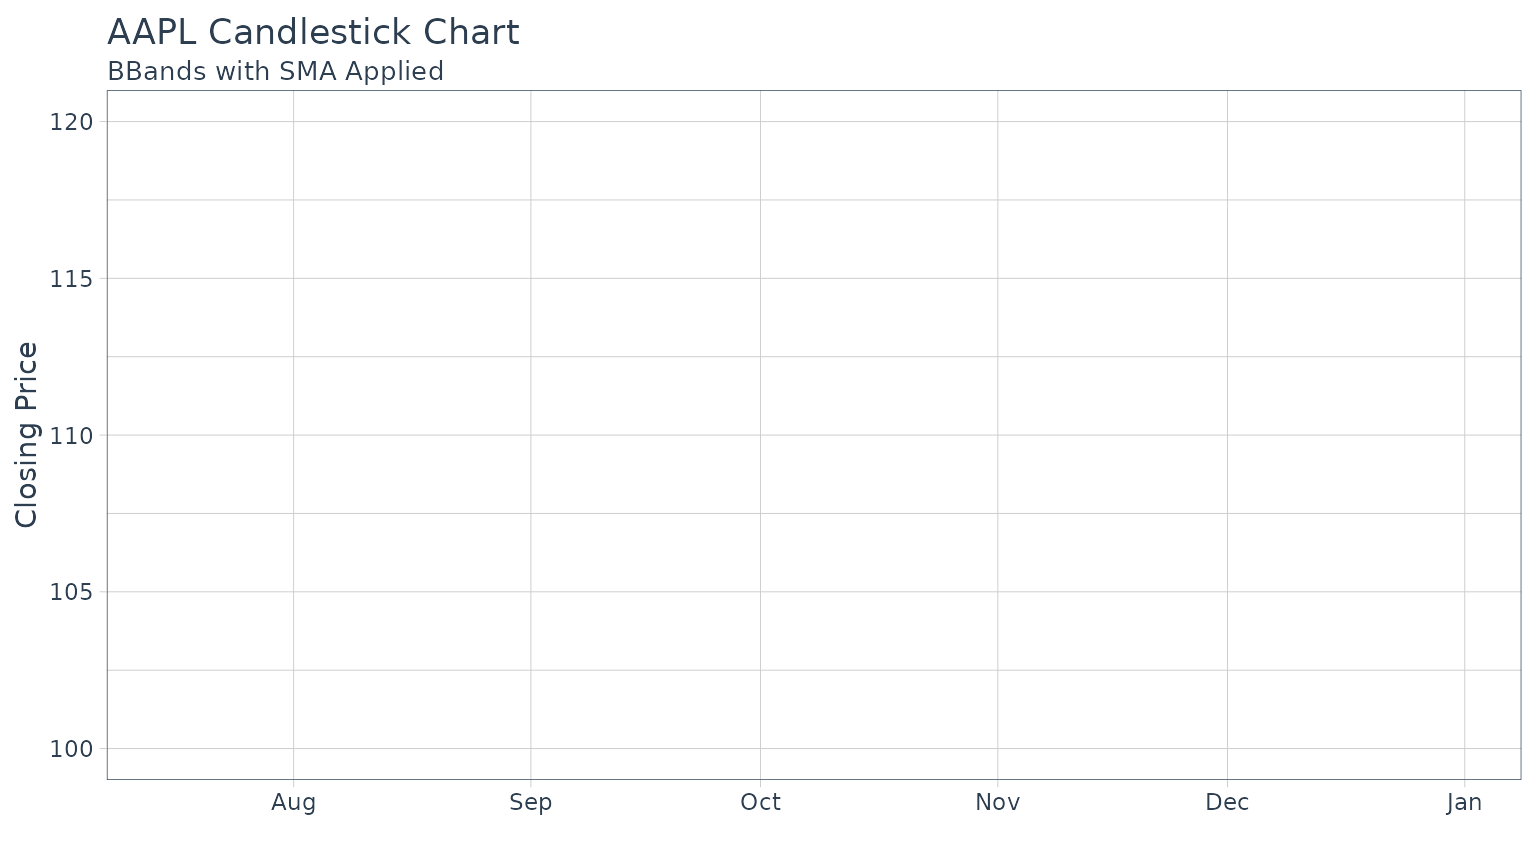 AAPL Candlestick Chart
BBands with SMA Applied
Closing Price
120
115
110
105
100
Aug
Sep
Oct
Nov
Dec
Jan